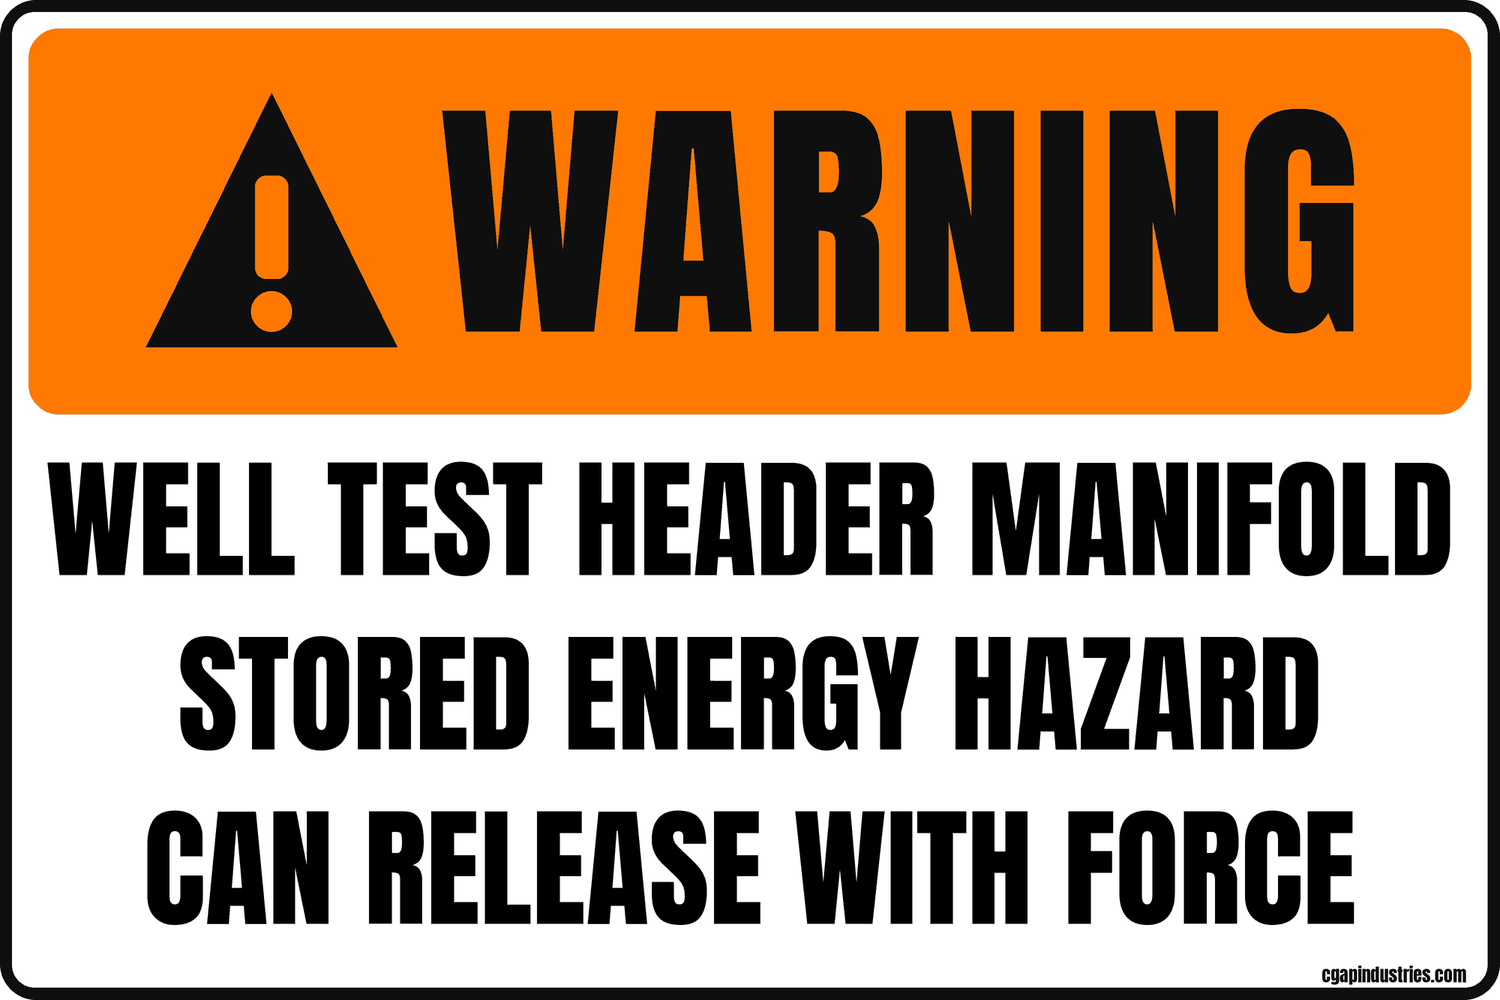 WARNING
WELL TEST HEADER MANIFOLD
STORED ENERGY HAZARD
CAN RELEASE WITH FORCE
cgapindustries.com